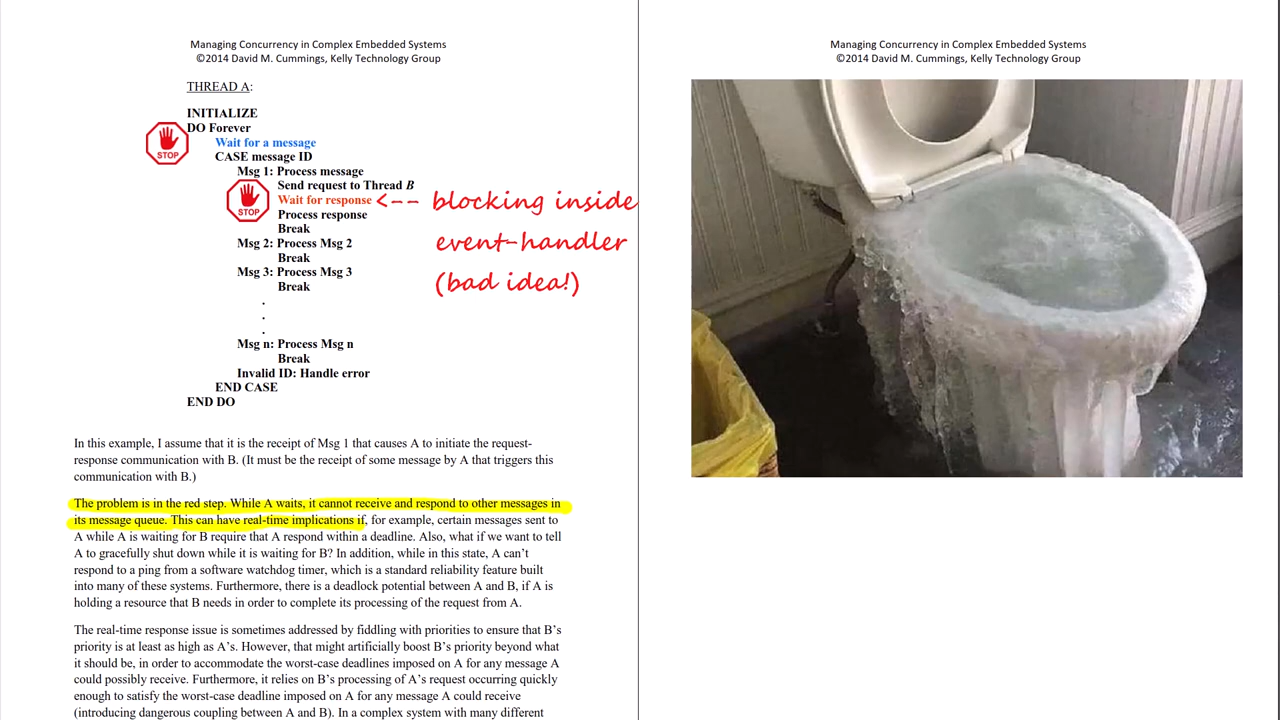 Managing Concurrency in Complex Embedded Systems
©2014 David M. Cummings, Kelly Technology Group
THREAD A:
INITIALIZE
DO Forever
STOP
Wait for a message
CASE message ID
Msg 1: Process message
Send request to Thread B
STOP
Wait for response <-- blocking inside
Process response
event-handler
Break
(bad idea!)
Msg 2: Process Msg 2
Break
Msg 3: Process Msg 3
Break
.
.
.
Msg n: Process Msg n
Break
Invalid ID: Handle error
END CASE
END DO
In this example, I assume that it is the receipt of Msg 1 that causes A to initiate the request-
response communication with B. (It must be the receipt of some message by A that triggers this
communication with B.)
The problem is in the red step. While A waits, it cannot receive and respond to other messages in
its message queue. This can have real-time implications if, for example, certain messages sent to
A while A is waiting for B require that A respond within a deadline. Also, what if we want to tell
A to gracefully shut down while it is waiting for B? In addition, while in this state, A can’t
respond to a ping from a software watchdog timer, which is a standard reliability feature built
into many of these systems. Furthermore, there is a deadlock potential between A and B, if A is
holding a resource that B needs in order to complete its processing of the request from A.
The real-time response issue is sometimes addressed by fiddling with priorities to ensure that B’s
priority is at least as high as A’s. However, that might artificially boost B’s priority beyond what
it should be, in order to accommodate the worst-case deadlines imposed on A for any message A
could possibly receive. Furthermore, it relies on B’s processing of A’s request occurring quickly
enough to satisfy the worst-case deadline imposed on A for any message A could receive
(introducing dangerous coupling between A and B). In a complex system with many different
Managing Concurrency in Complex Embedded Systems
©2014 David M. Cummings, Kelly Technology Group